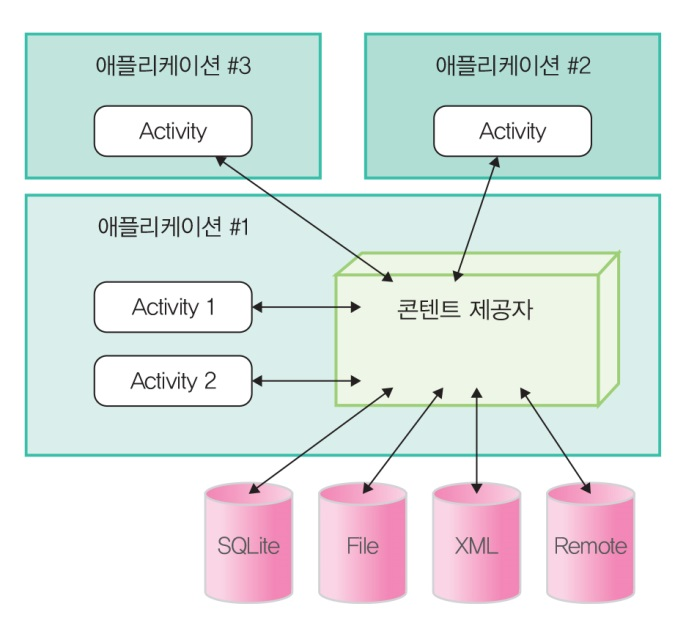 애플리케이션 #3
애플리케이션 #2
Activity
Activity
애플리케이션 #1
Activity 1
콘텐트 제공자
Activity 2
SQLite
File
XML
Remote